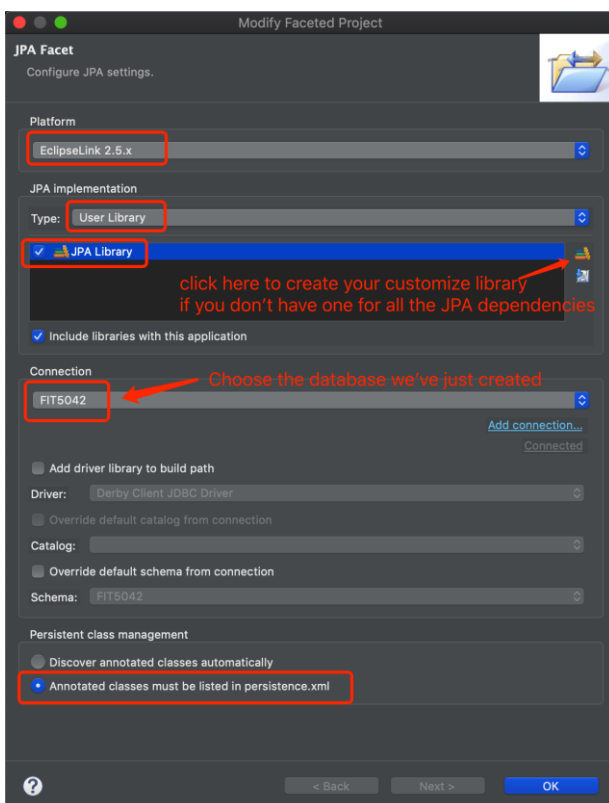 Modify Faceted Project
JPA Facet
Configure JPA settings.
Platform
EclipseLink 2.5.x
JPA implementation
Type: User Library
JPA Library
click here to create your customize library
if you don't have one for all the JPA dependencies
Include libraries with this application
Connection
Choose the database we've just created
FIT5042
Add connection...
Connected
Add driver library to build path
Driver: Derby Client JDBC Driver
Override default catalog from connection
Catalog:
Override default schema from connection
Schema: FIT5042
Persistent class management
Discover annotated classes automatically
Annotated classes must be listed in persistence.xml
?
< Back Next > OK